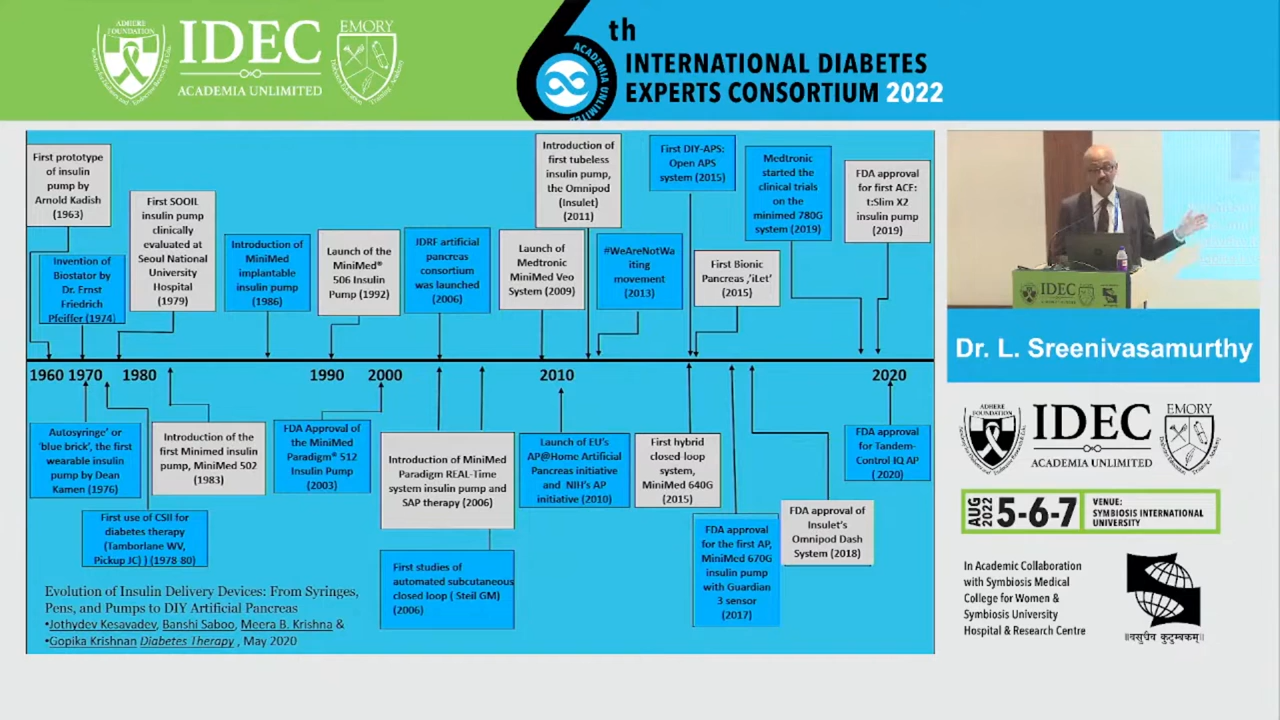 ADHERE
FOUNDATION
IDEC
ACADEMIA UNLIMITED
EMORY
6th
ACADEMIA UNLIMITED
INTERNATIONAL DIABETES
EXPERTS CONSORTIUM 2022
First prototype
of insulin
pump by
Arnold Kadish
(1963)
Invention of
Biostator by
Dr. Ernst
Friedrich
Pfeiffer (1974)
First SOOIL
insulin pump
clinically
evaluated at
Seoul National
University
Hospital
(1979)
Introduction of
MiniMed
implantable
insulin pump
(1986)
Launch of the
MiniMed®
506 Insulin
Pump (1992)
JDRF artificial
pancreas
consortium
was launched
(2006)
Launch of
Medtronic
MiniMed Veo
System (2009)
Introduction of
first tubeless
insulin pump,
the Omnipod
(Insulet)
(2011)
#WeAreNotWa
iting
movement
(2013)
First DIY-APS:
Open APS
system (2015)
First Bionic
Pancreas ,'iLet'
(2015)
Medtronic
started the
clinical trials
on the
minimed 780G
system (2019)
FDA approval
for first ACE:
t:Slim X2
insulin pump
(2019)
1960 1970 1980 1990 2000 2010 2020
Autosyringe' or
'blue brick', the first
wearable insulin
pump by Dean
Kamen (1976)
First use of CSII for
diabetes therapy
(Tamborlane WV,
Pickup JC) ) (1978-80)
Introduction of the
first Minimed insulin
pump, MiniMed 502
(1983)
FDA Approval of
the MiniMed
Paradigm® 512
Insulin Pump
(2003)
Introduction of MiniMed
Paradigm REAL-Time
system insulin pump and
SAP therapy (2006)
First studies of
automated subcutaneous
closed loop ( Steil GM)
(2006)
Launch of EU's
AP@Home Artificial
Pancreas initiative
and NIH's AP
initiative (2010)
First hybrid
closed-loop
system,
MiniMed 640G
(2015)
FDA approval
for the first AP,
MiniMed 670G
insulin pump
with Guardian
3 sensor
(2017)
FDA approval of
Insulet's
Omnipod Dash
System (2018)
FDA approval
for Tandem-
Control IQ AP
( 2020)
Evolution of Insulin Delivery Devices: From Syringes,
Pens, and Pumps to DIY Artificial Pancreas
•Jothydev Kesavadev, Banshi Saboo, Meera B. Krishna &
•Gopika Krishnan Diabetes Therapy , May 2020
IDEC
Dr. L. Sreenivasamurthy
ADHERE
FOUNDATION
IDEC
ACADEMIA UNLIMITED
EMORY
AUG
2022
5-6-7
VENUE:
SYMBIOSIS INTERNATIONAL
UNIVERSITY
In Academic Collaboration
with Symbiosis Medical
College for Women &
Symbiosis University
Hospital & Research Centre
॥वसुधैव कुटुम्बकम्॥